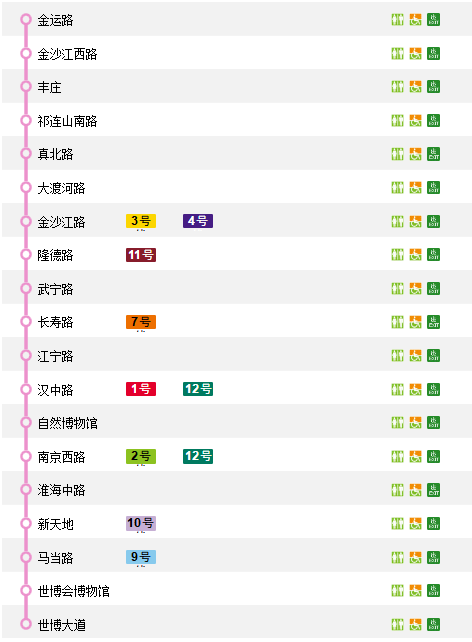 金运路
金沙江西路
丰庄
祁连山南路
真北路
大渡河路
金沙江路 3号 4号
隆德路 11号
武宁路
长寿路 7号
江宁路
汉中路 1号 12号
自然博物馆
南京西路 2号 12号
淮海中路
新天地 10号
马当路 9号
世博会博物馆
世博大道